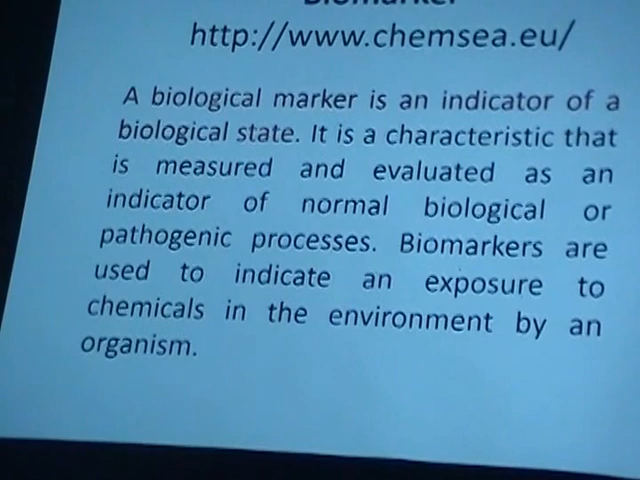 Biomarker
http://www.chemsea.eu/
A biological marker is an indicator of a
biological state. It is a characteristic that
is measured and evaluated as an
indicator of normal biological or
pathogenic processes. Biomarkers are
used to indicate an exposure to
chemicals in the environment by an
organism.